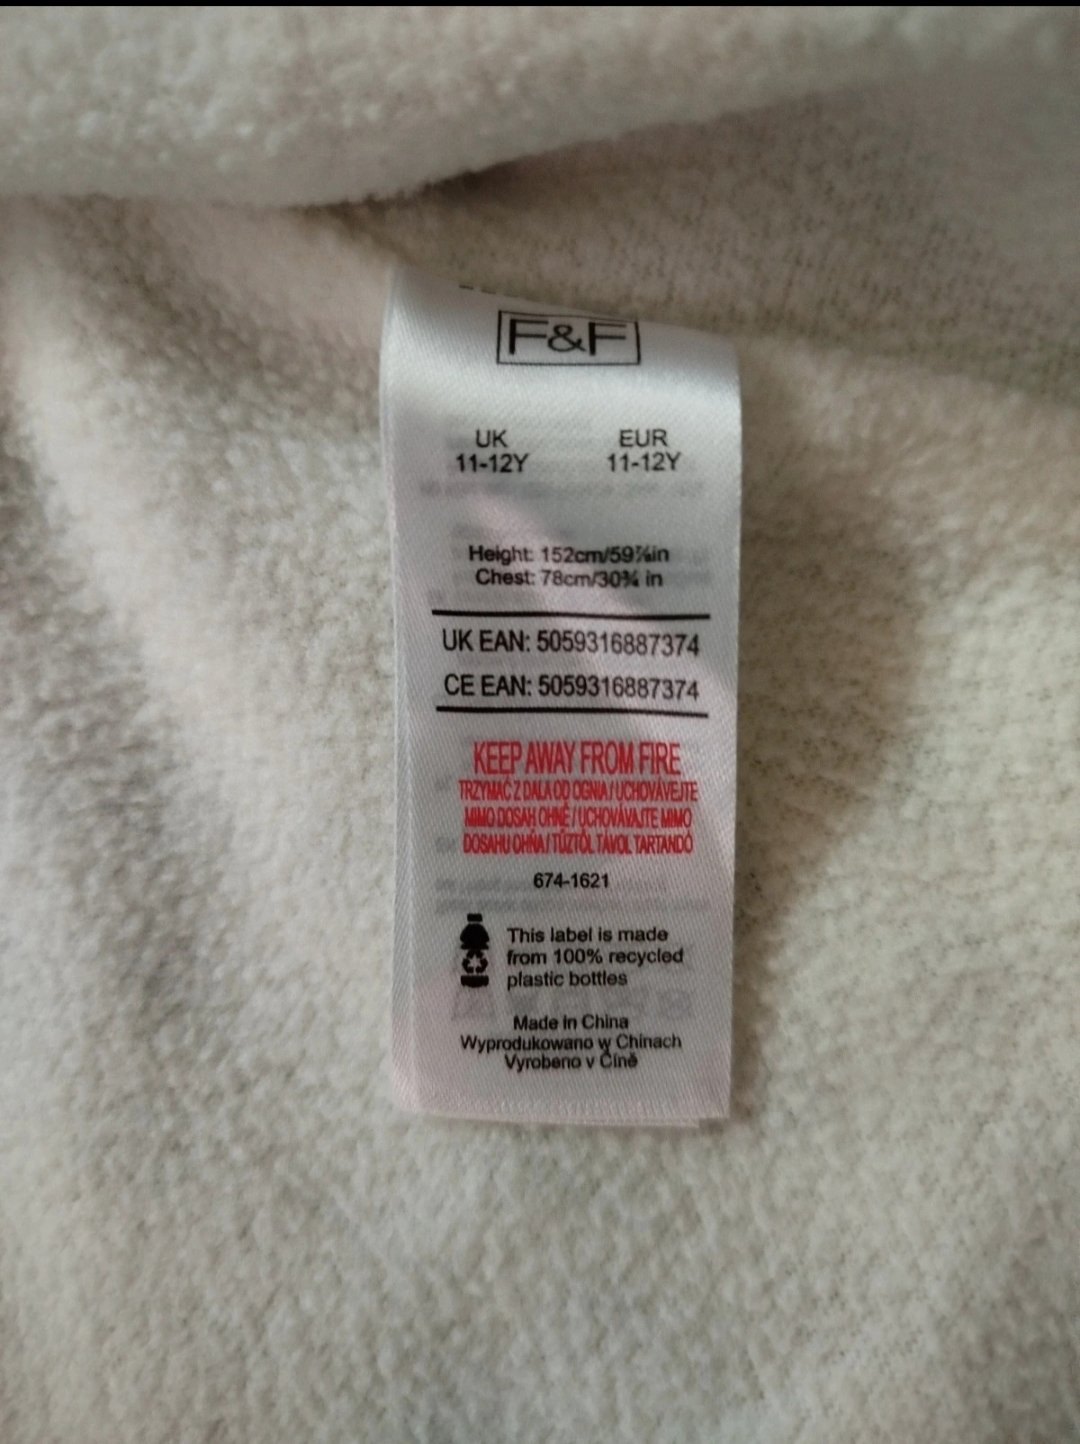 F&F
UK EUR
11-12Y 11-12Y
Height: 152cm/59⅞in
Chest: 78cm/30¾ in
UK EAN: 5059316887374
CE EAN: 5059316887374
KEEP AWAY FROM FIRE
TRZYMAĆ Z DALA OD OGNIA / UCHOVÁVEJTE
MIMO DOSAH OHNĚ / UCHOVÁVAJTE MIMO
DOSAHU OHŇA / TŰZTŐL TÁVOL TARTANDÓ
674-1621
This label is made
from 100% recycled
plastic bottles
Made in China
Wyprodukowano w Chinach
Vyrobeno v Číně